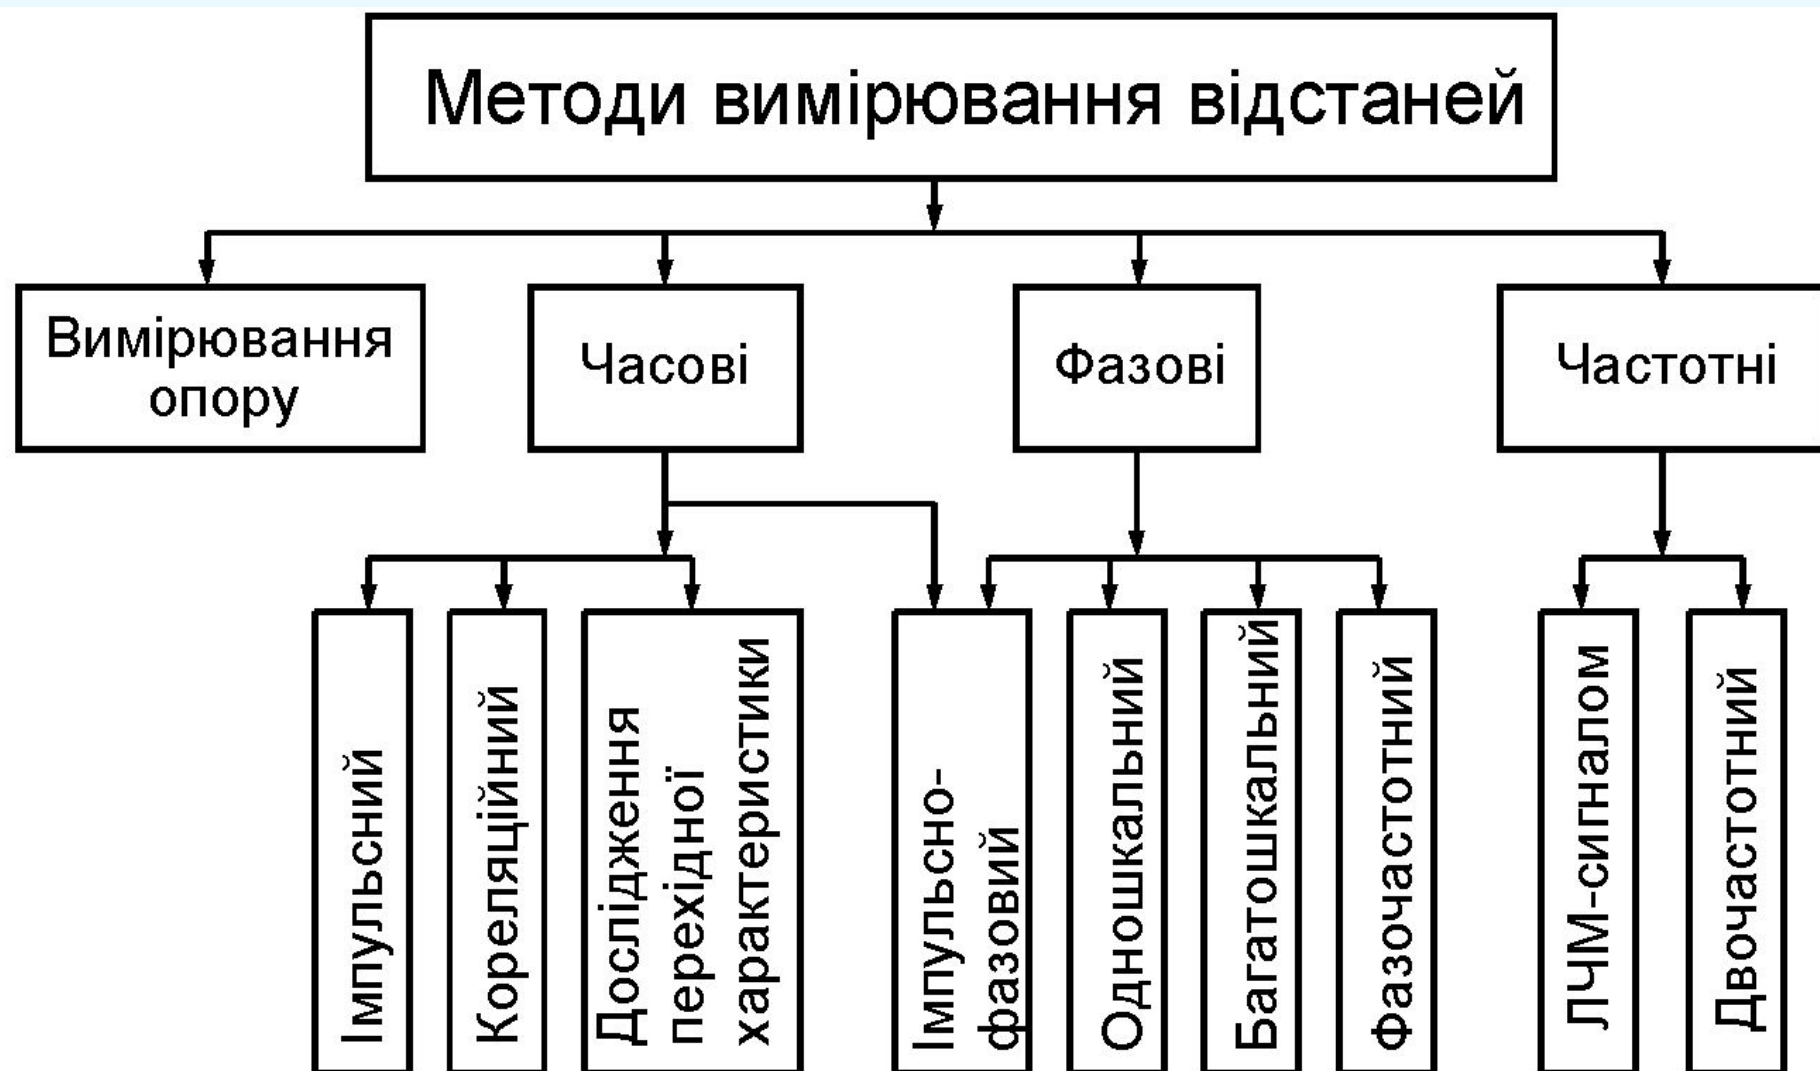 Методи вимірювання відстаней
Вимірювання
опору
Часові
Фазові
Частотні
Імпульсний
Кореляційний
Дослідження
перехідної
характеристики
Імпульсно-
фазовий
Одношкальний
Багатошкальний
Фазочастотний
ЛЧМ-сигналом
Двочастотний